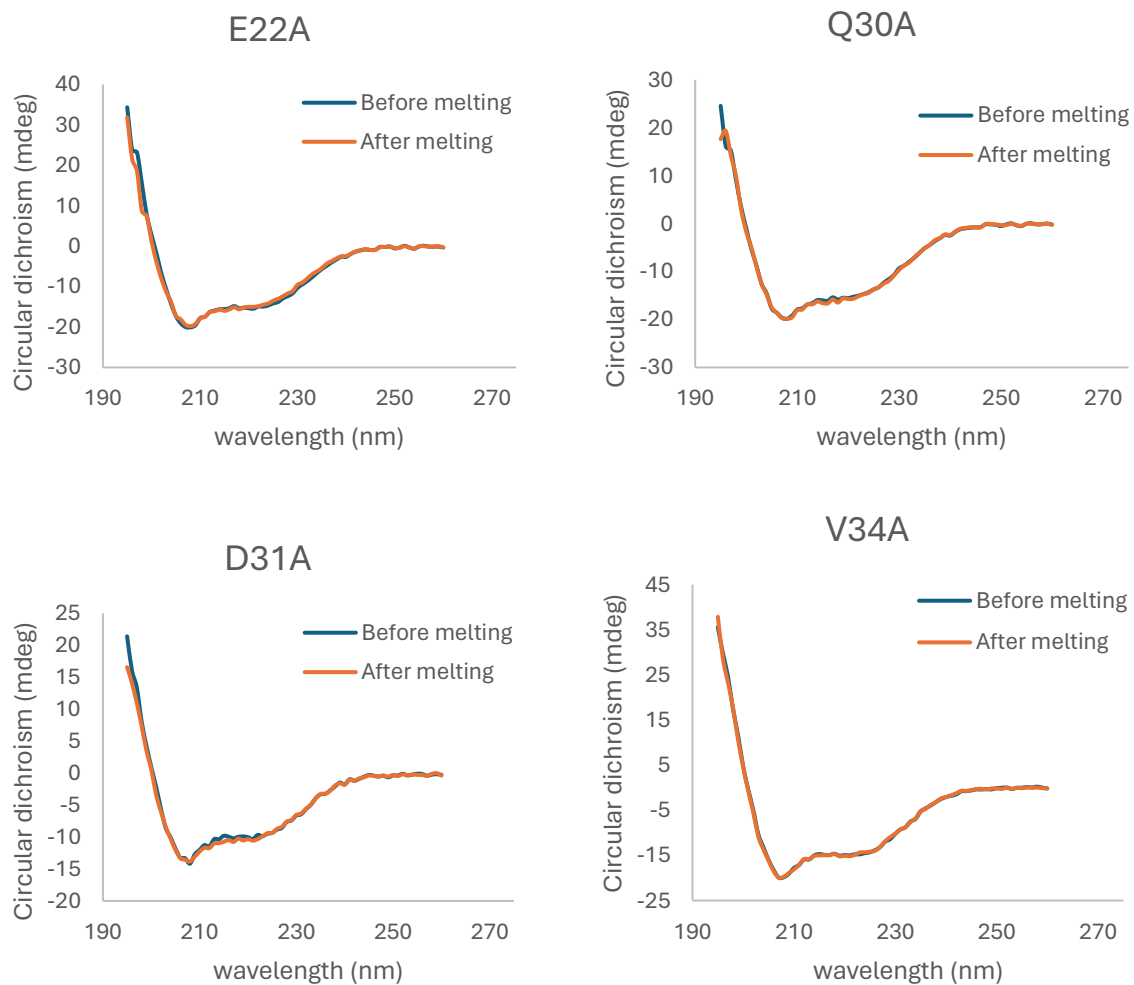 E22A
Circular dichroism (mdeg)
40
30
20
10
0
-10
-20
-30
190
210
230
250
270
wavelength (nm)
Before melting
After melting
Q30A
Circular dichroism (mdeg)
30
20
10
0
-10
-20
-30
190
210
230
250
270
wavelength (nm)
Before melting
After melting
D31A
Circular dichroism (mdeg)
25
20
15
10
5
0
-5
-10
-15
-20
190
210
230
250
270
wavelength (nm)
Before melting
After melting
V34A
Circular dichroism (mdeg)
45
35
25
15
5
-5
-15
-25
190
210
230
250
270
wavelength (nm)
Before melting
After melting